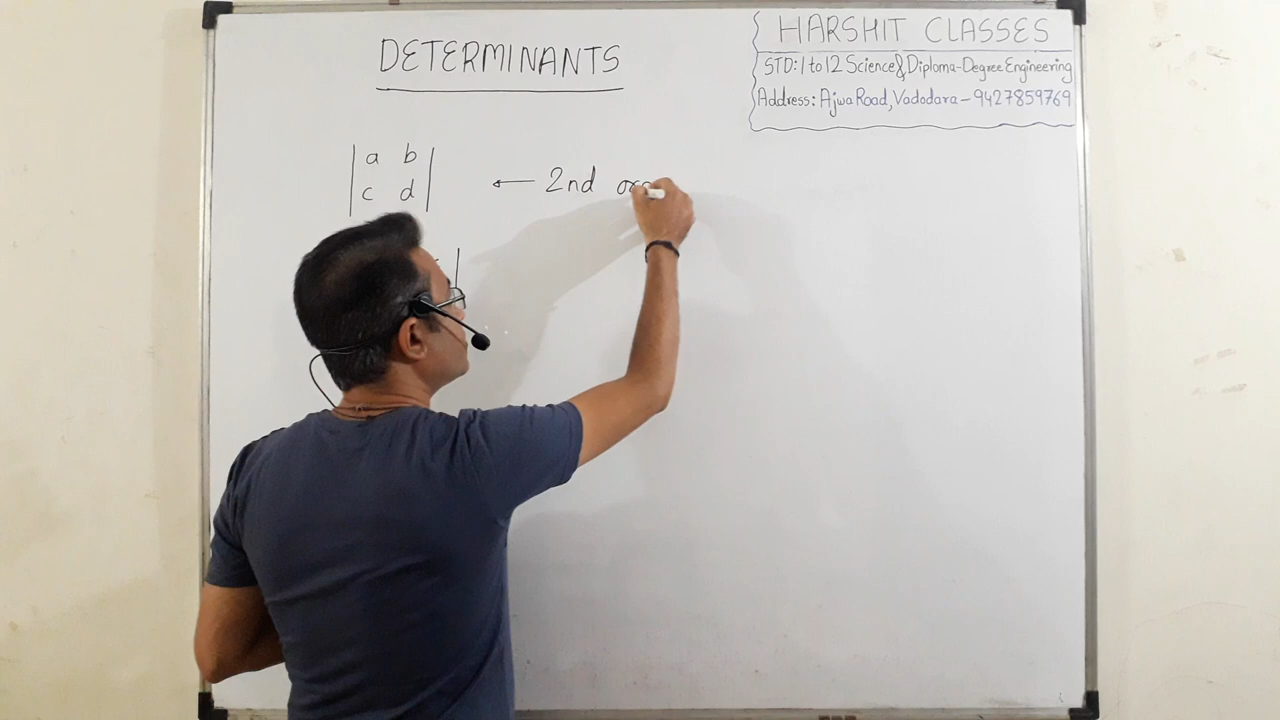 DETERMINANTS
HARSHIT CLASSES
STD: 1 to 12 Science & Diploma-Degree Engineering
Address: Ajwa Road, Vadodara - 9427859769
| a b |
| c d |
← 2nd